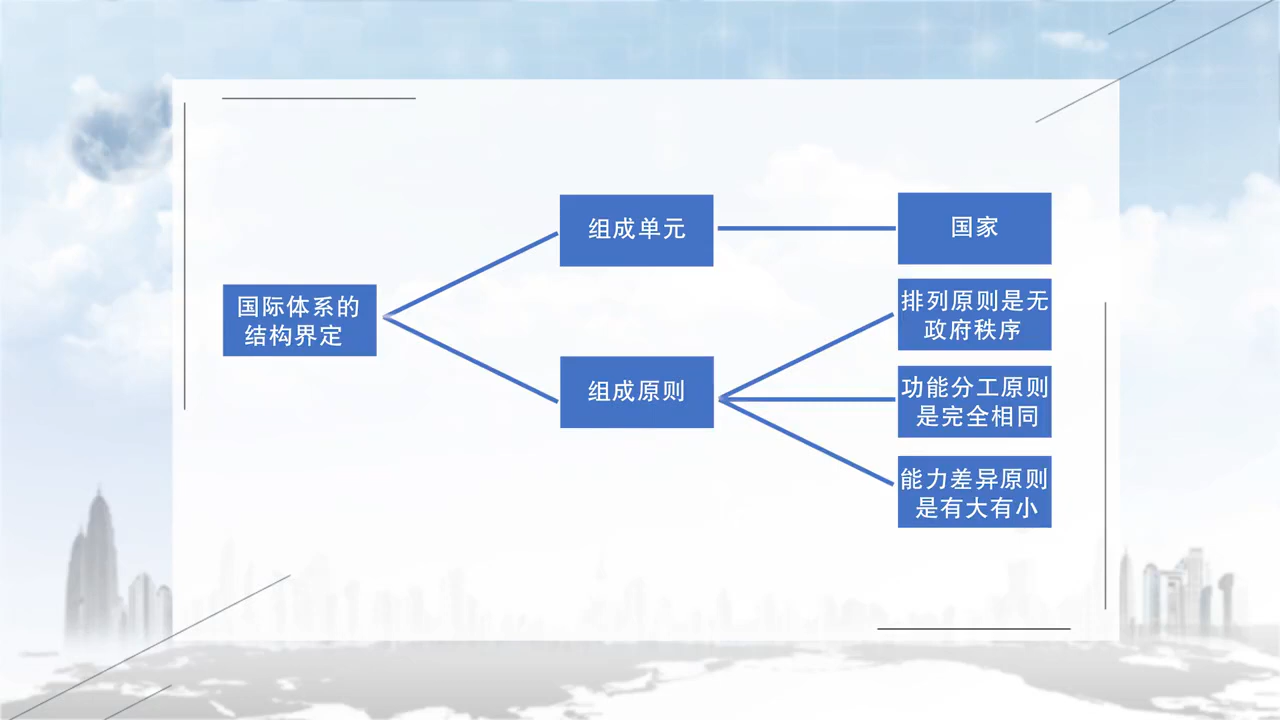 国际体系的
结构界定
组成单元
国家
组成原则
排列原则是无
政府秩序
功能分工原则
是完全相同
能力差异原则
是有大有小